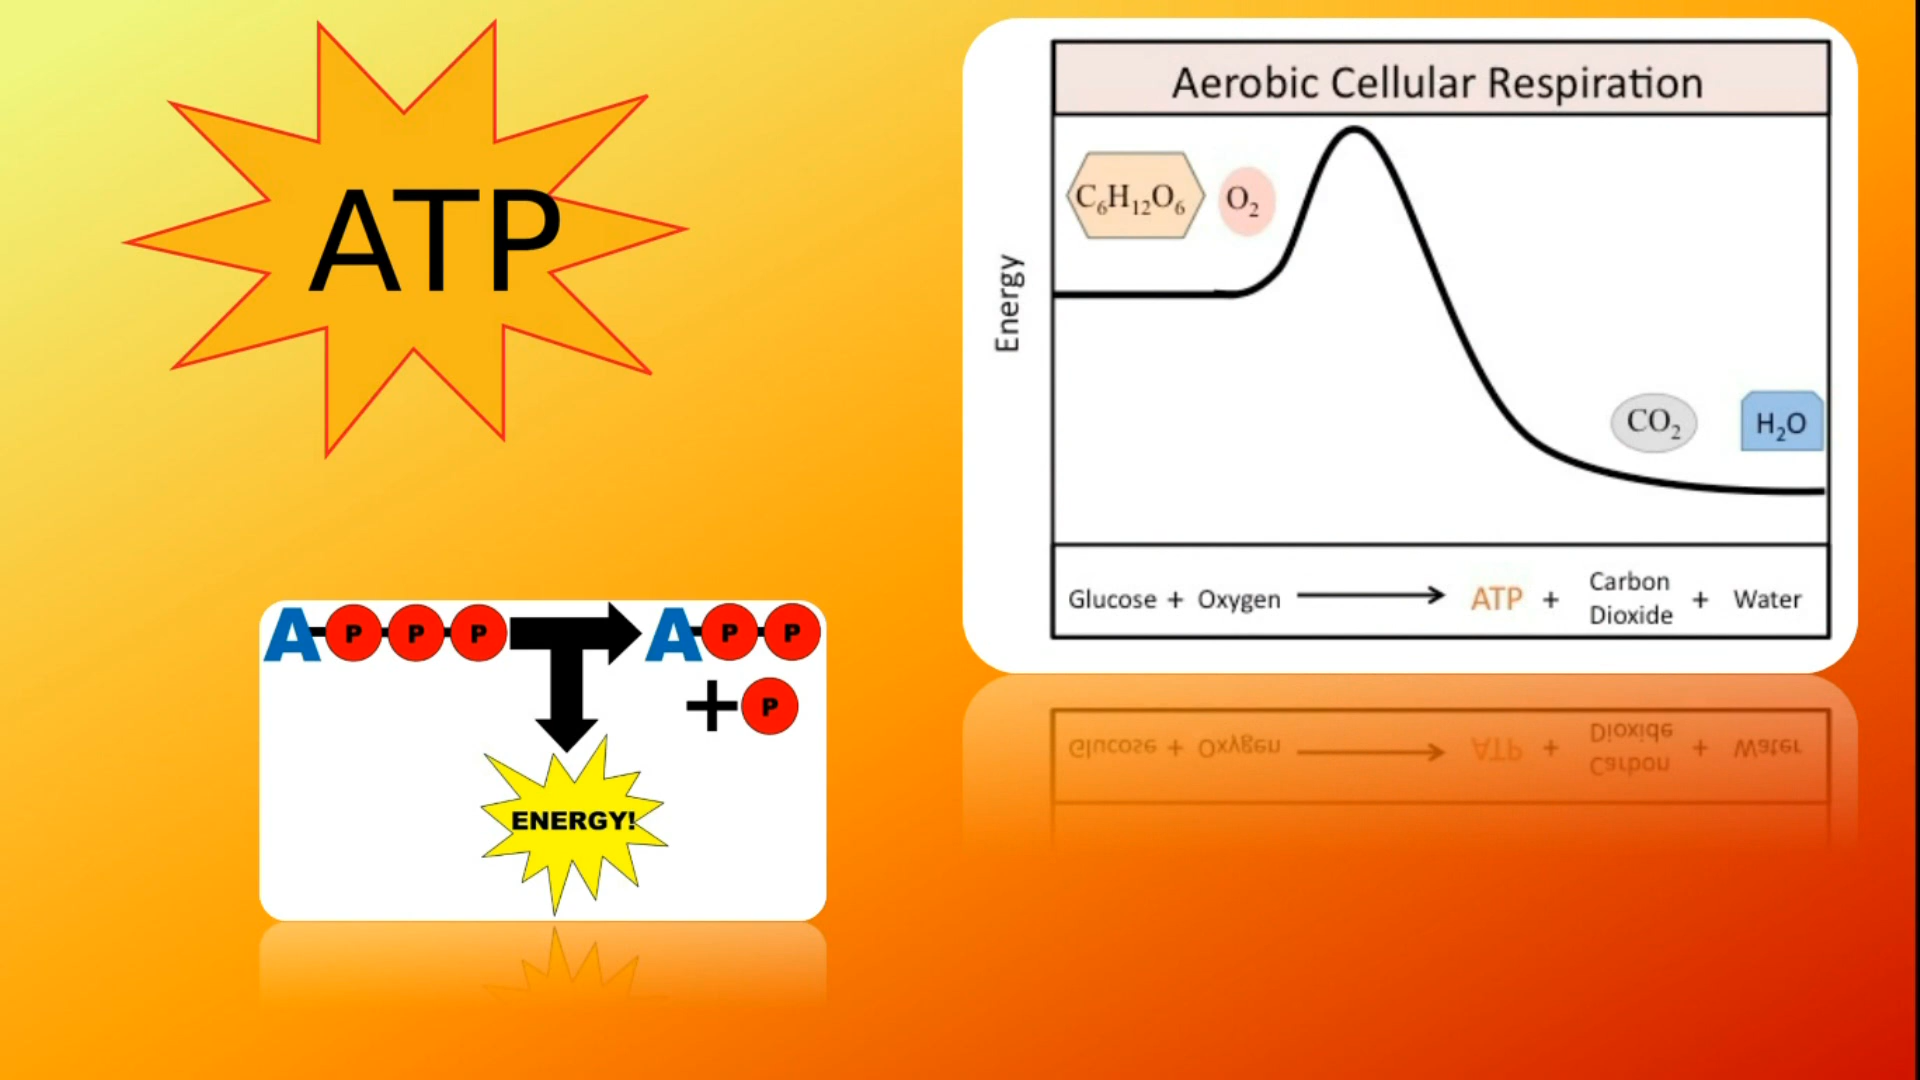 ATP
A P P P A P P
+ P
ENERGY!
Aerobic Cellular Respiration
C₆H₁₂O₆ O₂
Energy
CO₂ H₂O
Glucose + Oxygen → ATP + Carbon Dioxide + Water